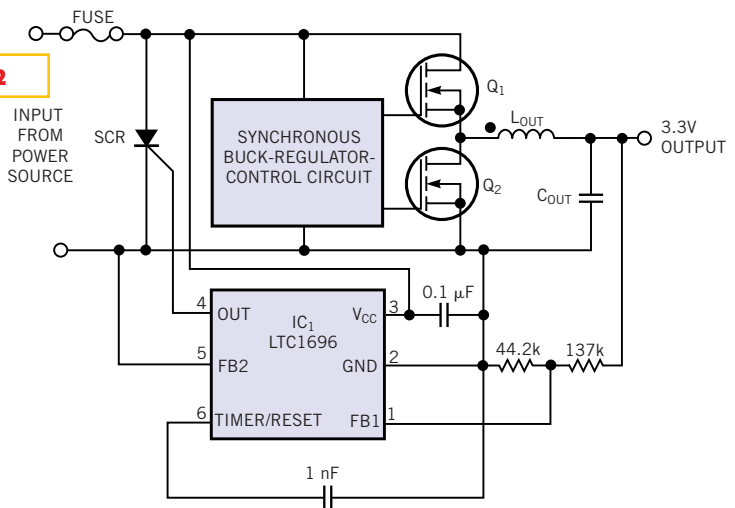 FUSE
2
INPUT
FROM
POWER
SOURCE
SCR
SYNCHRONOUS
BUCK-REGULATOR-
CONTROL CIRCUIT
Q1
Q2
LOUT
COUT
3.3V
OUTPUT
4
OUT
IC1
LTC1696
VCC
3
0.1 µF
5
FB2
GND
2
44.2k
137k
6
TIMER/RESET
FB1
1
1 nF